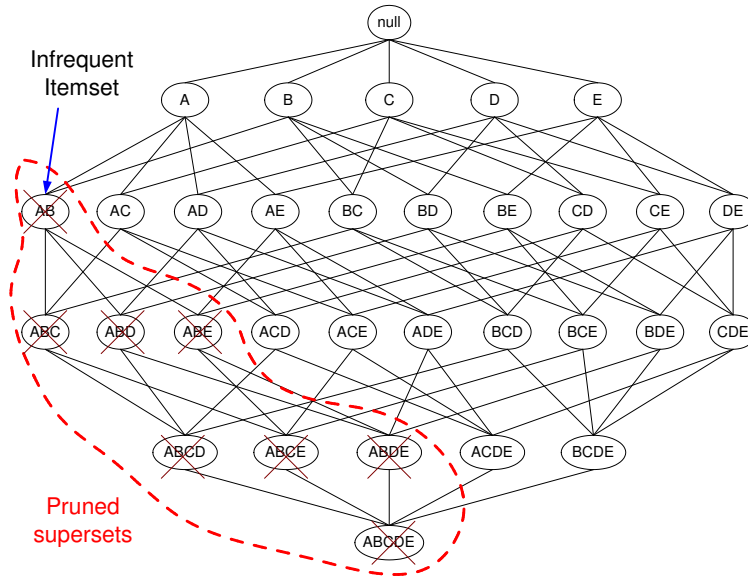 null
Infrequent
Itemset
A B C D E
AB AC AD AE BC BD BE CD CE DE
ABC ABD ABE ACD ACE ADE BCD BCE BDE CDE
ABCD ABCE ABDE ACDE BCDE
Pruned
supersets
ABCDE